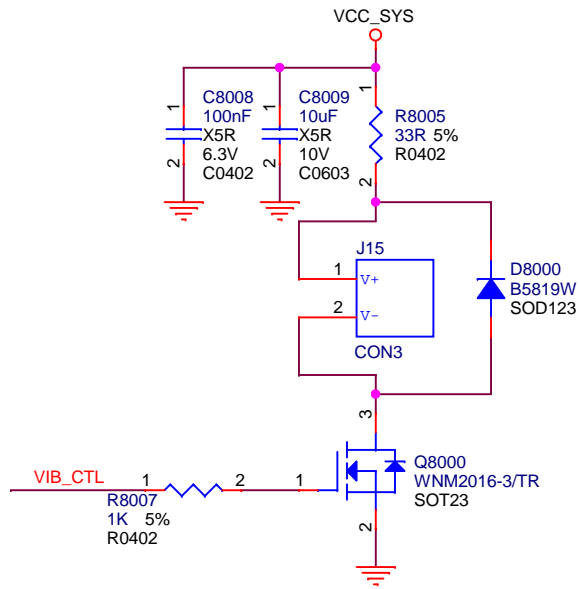 VCC_SYS
1
C8008
100nF
X5R
6.3V
C0402
2
1
C8009
10uF
X5R
10V
C0603
2
1
R8005
33R 5%
R0402
2
J15
1 V+
2 V-
CON3
D8000
B5819W
SOD123
3
VIB_CTL
1
2
1
R8007
1K 5%
R0402
Q8000
WNM2016-3/TR
SOT23
2